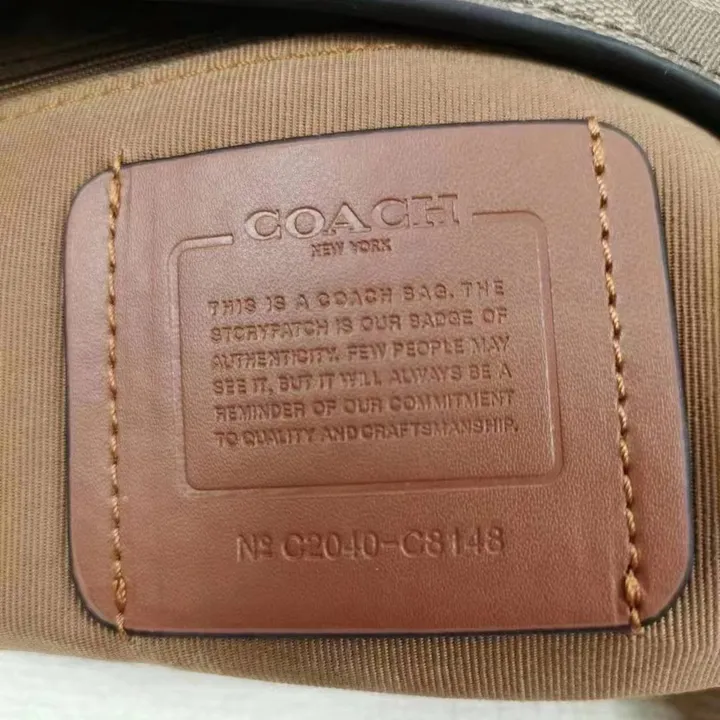 COACH
NEW YORK
THIS IS A COACH BAG. THE
STORYPATCH IS OUR BADGE OF
AUTHENTICITY. FEW PEOPLE MAY
SEE IT, BUT IT WILL ALWAYS BE A
REMINDER OF OUR COMMITMENT
TO QUALITY AND CRAFTSMANSHIP.
Nº C2040-C8148